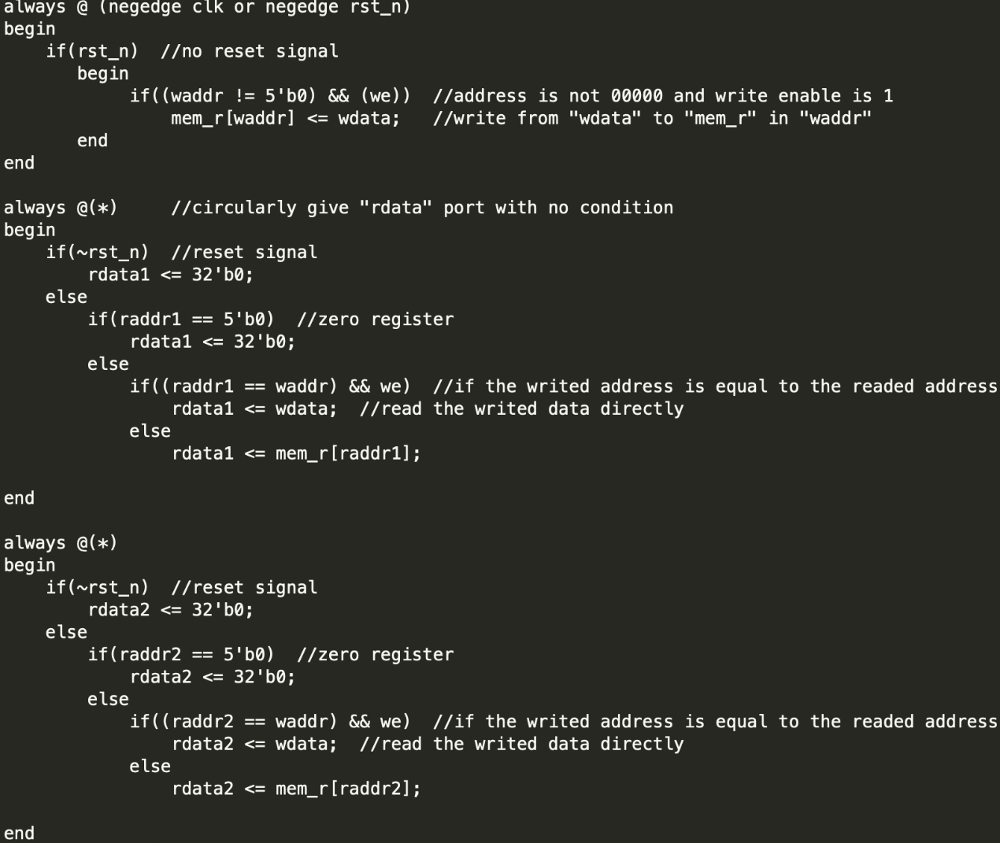 always @ (negedge clk or negedge rst_n)
begin
    if(rst_n)  //no reset signal
       begin
            if((waddr != 5'b0) && (we))  //address is not 00000 and write enable is 1
                mem_r[waddr] <= wdata;   //write from "wdata" to "mem_r" in "waddr"
       end
end

always @(*)     //circularly give "rdata" port with no condition
begin
    if(~rst_n)  //reset signal
        rdata1 <= 32'b0;
    else
        if(raddr1 == 5'b0)  //zero register
            rdata1 <= 32'b0;
        else
            if((raddr1 == waddr) && we)  //if the writed address is equal to the readed address
                rdata1 <= wdata;  //read the writed data directly
            else
                rdata1 <= mem_r[raddr1];

end

always @(*)
begin
    if(~rst_n)  //reset signal
        rdata2 <= 32'b0;
    else
        if(raddr2 == 5'b0)  //zero register
            rdata2 <= 32'b0;
        else
            if((raddr2 == waddr) && we)  //if the writed address is equal to the readed address
                rdata2 <= wdata;  //read the writed data directly
            else
                rdata2 <= mem_r[raddr2];

end